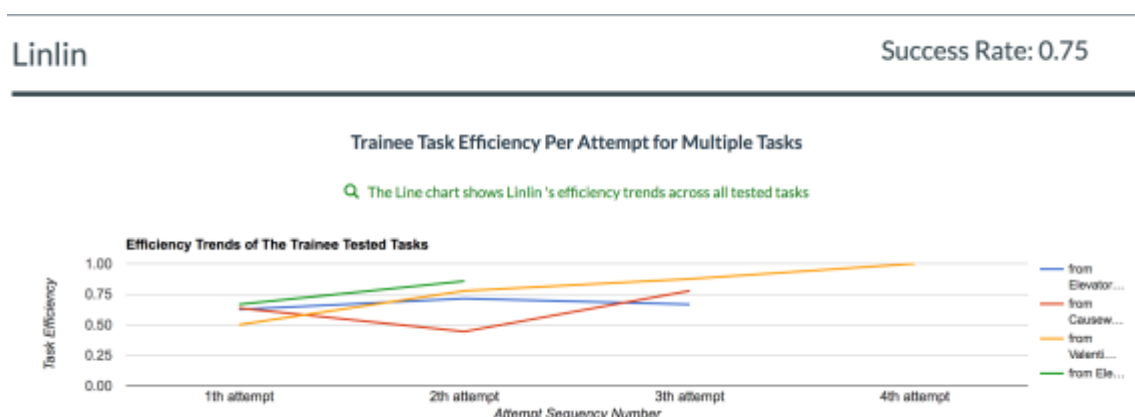 Linlin
Success Rate: 0.75
Trainee Task Efficiency Per Attempt for Multiple Tasks
The Line chart shows Linlin 's efficiency trends across all tested tasks
Efficiency Trends of The Trainee Tested Tasks
Task Efficiency
1.00
0.75
0.50
0.25
0.00
1th attempt
2th attempt
3th attempt
4th attempt
Attempt Sequency Number
from
Elevator...
from
Causew...
from
Valenti...
from Ele...